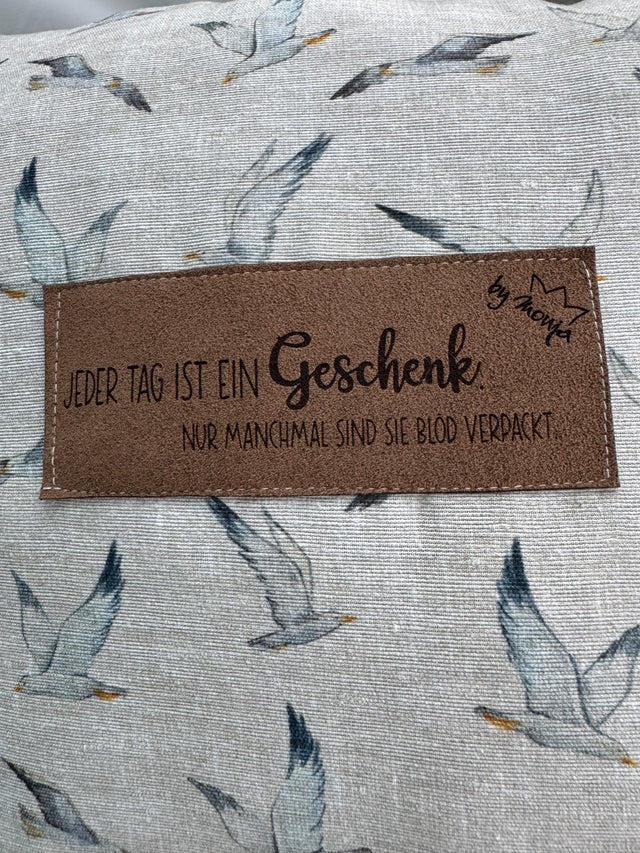 by Monja
JEDER TAG IST EIN Geschenk.
NUR MANCHMAL SIND SIE BLÖD VERPACKT...